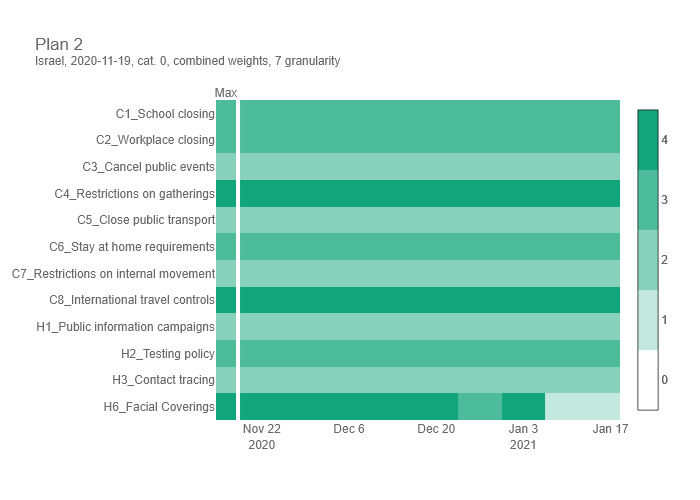 Plan 2
Israel, 2020-11-19, cat. 0, combined weights, 7 granularity
Max
C1_School closing
C2_Workplace closing
C3_Cancel public events
C4_Restrictions on gatherings
C5_Close public transport
C6_Stay at home requirements
C7_Restrictions on internal movement
C8_International travel controls
H1_Public information campaigns
H2_Testing policy
H3_Contact tracing
H6_Facial Coverings
Nov 22 Dec 6 Dec 20 Jan 3 Jan 17
2020 2021
4
3
2
1
0